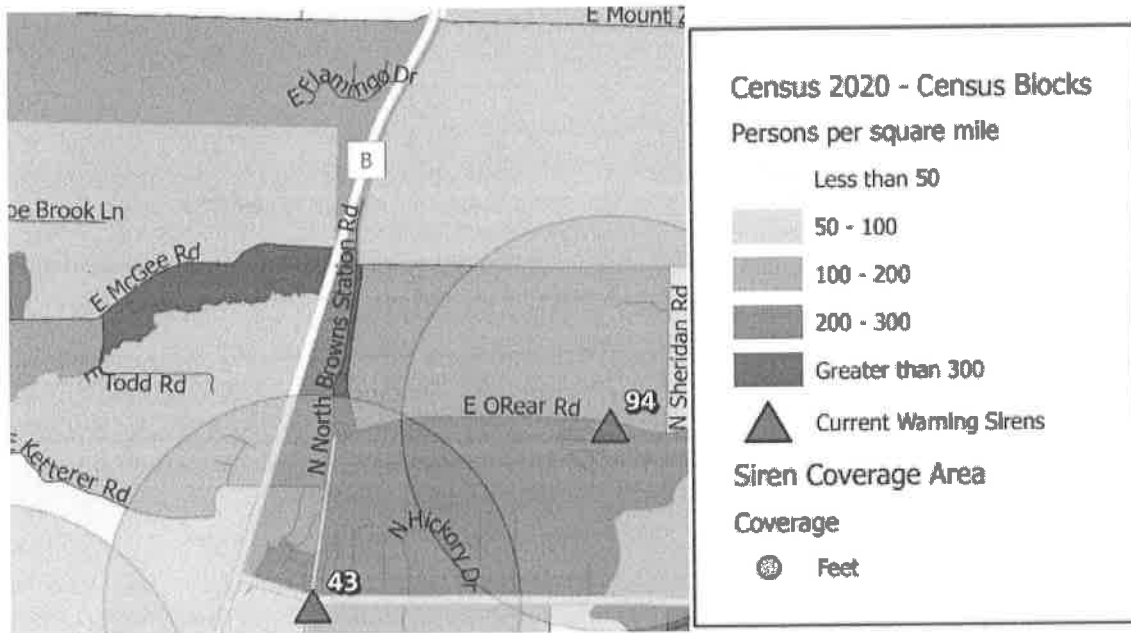 E Mount Z
E Flamingo Dr
B
oe Brook Ln
E McGee Rd
N North Browns Station Rd
N Sheridan Rd
E
Todd Rd
E ORear Rd
94
E Ketterer Rd
N Hickory Dr
43
Census 2020 - Census Blocks
Persons per square mile
Less than 50
50 - 100
100 - 200
200 - 300
Greater than 300
Current Warning Sirens
Siren Coverage Area
Coverage
Feet